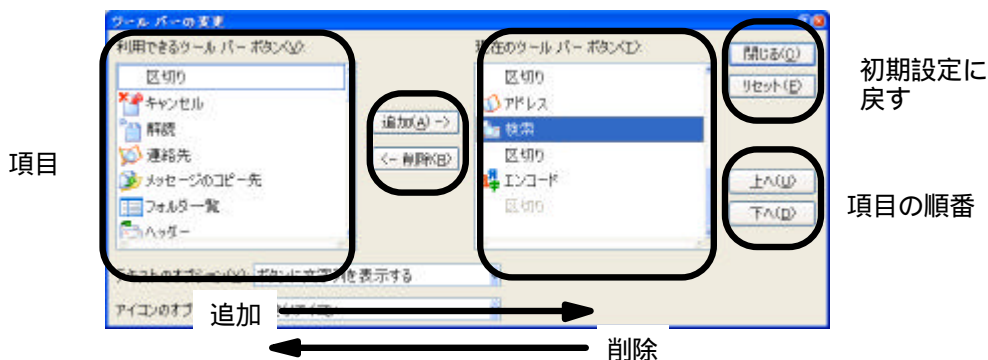 ツール バーの変更
利用できるツール バー ボタン(V):
区切り
キャンセル
解読
連絡先
メッセージのコピー先
フォルダ一覧
ヘッダー
追加(A) ->
<- 削除(R)
現在のツール バー ボタン(T):
区切り
アドレス
検索
区切り
エンコード
区切り
閉じる(C)
リセット(E)
上へ(U)
下へ(D)
初期設定に
戻す
項目
項目の順番
テキストのオプション(X): ボタンに文字列を表示する
アイコンのオプ
追加
削除